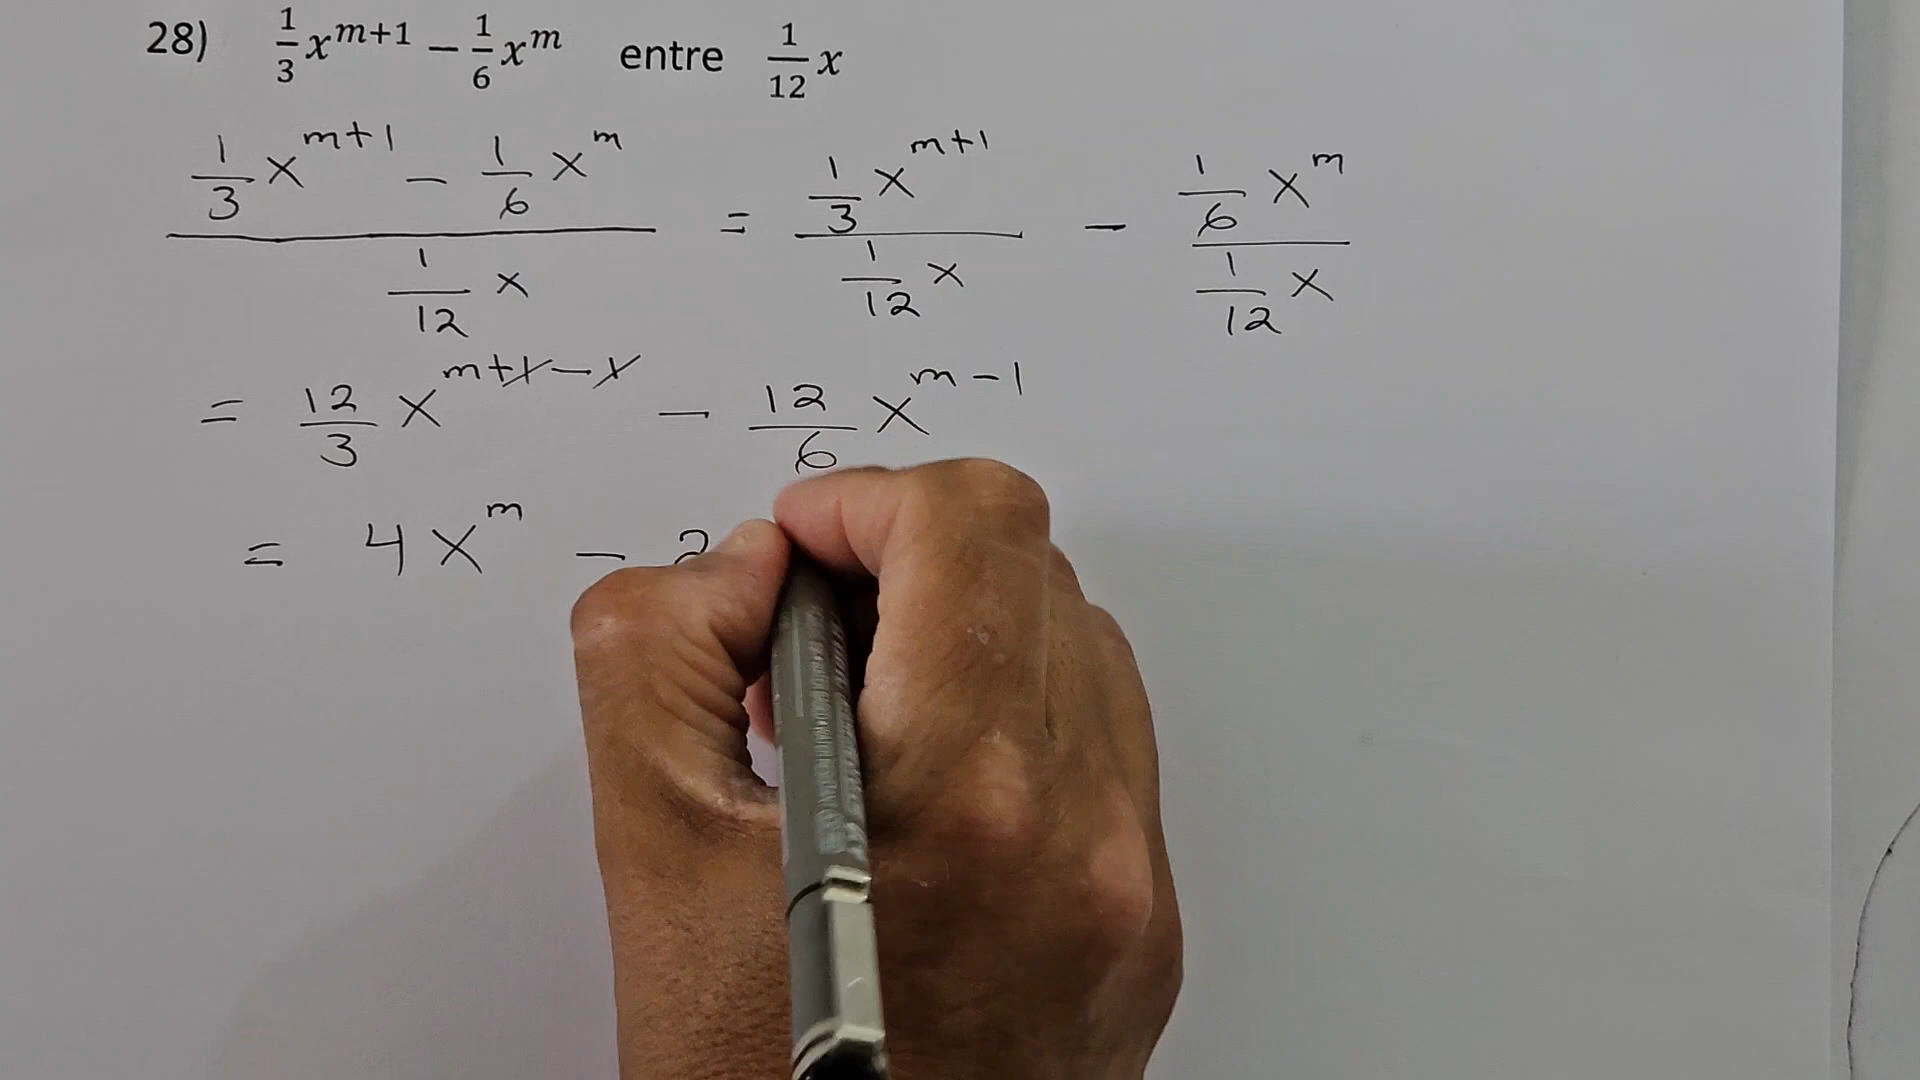 28) 1/3 x^{m+1} − 1/6 x^m entre 1/12 x
(1/3 x^{m+1} − 1/6 x^m) / (1/12 x) = (1/3 x^{m+1}) / (1/12 x) − (1/6 x^m) / (1/12 x)
= 12/3 x^{m+1−1} − 12/6 x^{m−1}
= 4x^m − 2